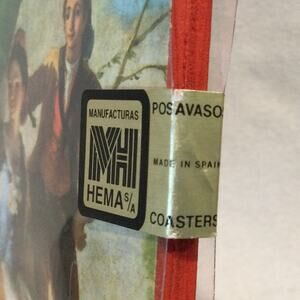 MANUFACTURAS
MH
HEMA S/A
POSAVASOS
MADE IN SPAIN
COASTERS